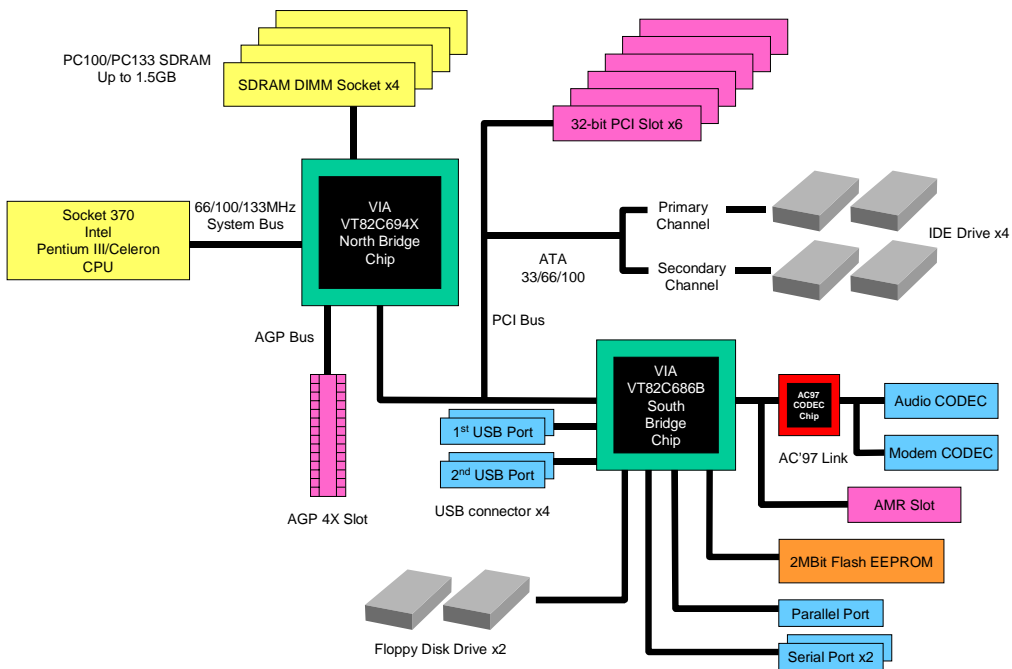 PC100/PC133 SDRAM
Up to 1.5GB
SDRAM DIMM Socket x4
32-bit PCI Slot x6
Socket 370
Intel
Pentium III/Celeron
CPU
66/100/133MHz
System Bus
VIA
VT82C694X
North Bridge
Chip
Primary
Channel
IDE Drive x4
ATA
33/66/100
Secondary
Channel
AGP Bus
PCI Bus
VIA
VT82C686B
South
Bridge
Chip
AC97
CODEC
Chip
Audio CODEC
AC'97 Link
Modem CODEC
1st USB Port
2nd USB Port
USB connector x4
AGP 4X Slot
AMR Slot
2MBit Flash EEPROM
Parallel Port
Floppy Disk Drive x2
Serial Port x2